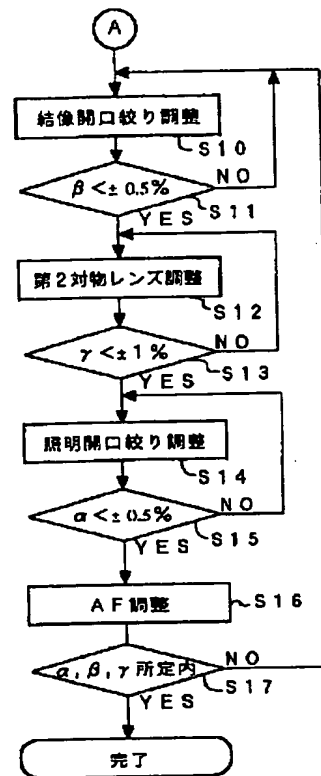 A
結像開口絞り調整
S10
β<±0.5%
NO
YES
S11
第2対物レンズ調整
S12
γ<±1%
NO
YES
S13
照明開口絞り調整
S14
α<±0.5%
NO
YES
S15
AF調整
S16
α,β,γ所定内
NO
YES
S17
完了